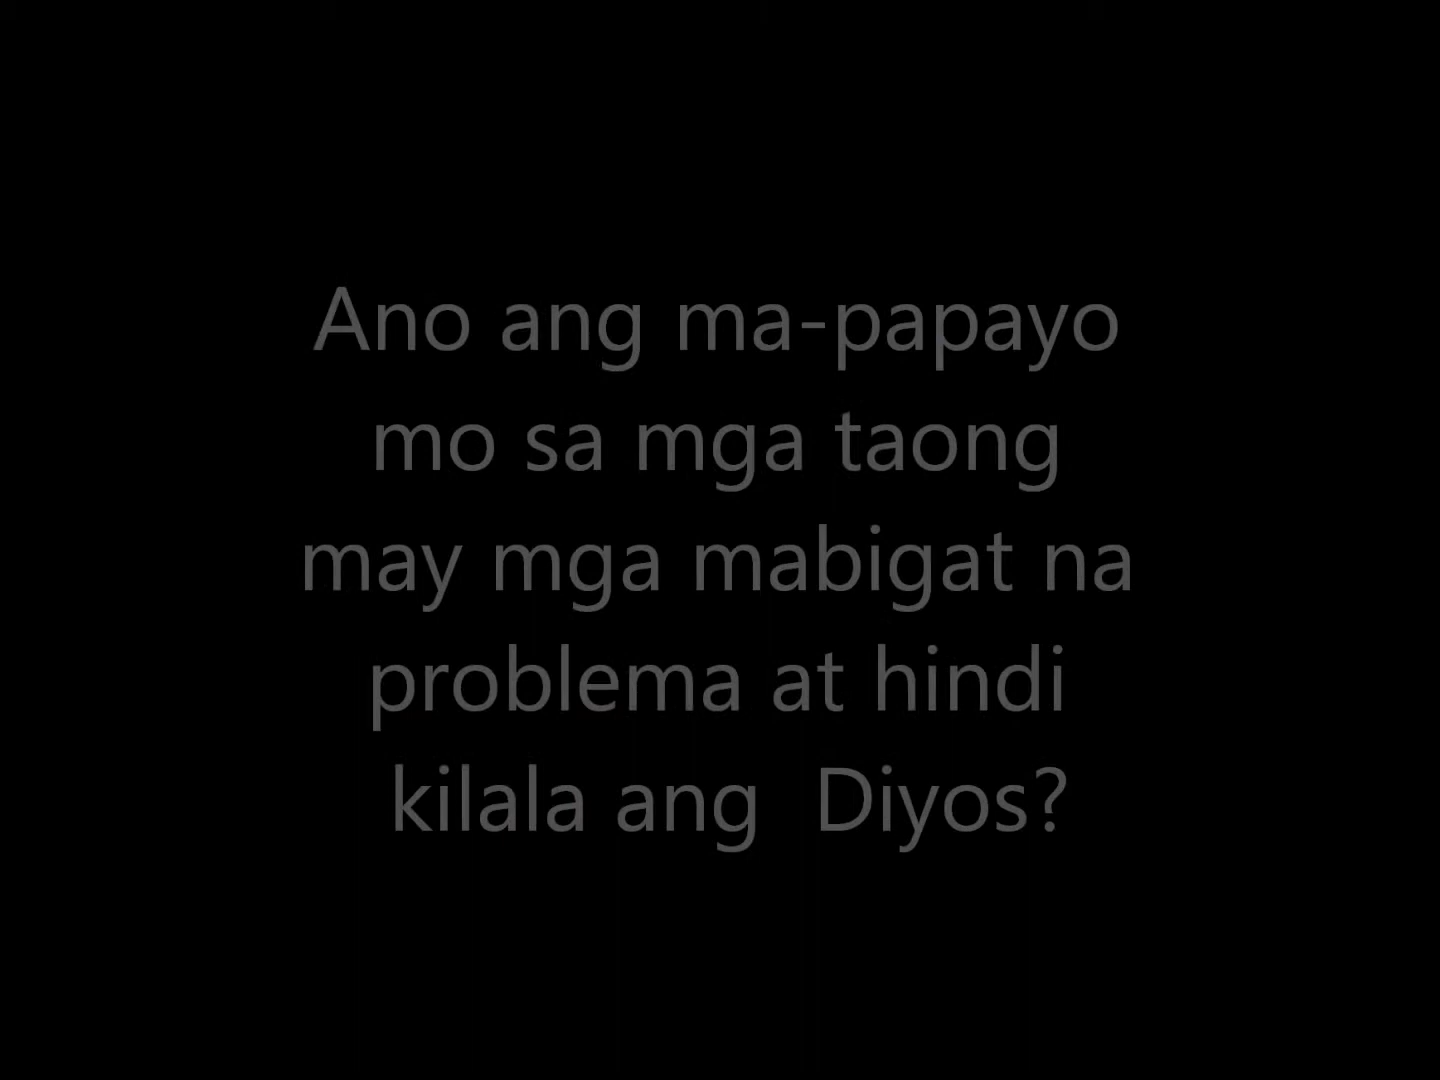 Ano ang ma-papayo
mo sa mga taong
may mga mabigat na
problema at hindi
kilala ang  Diyos?